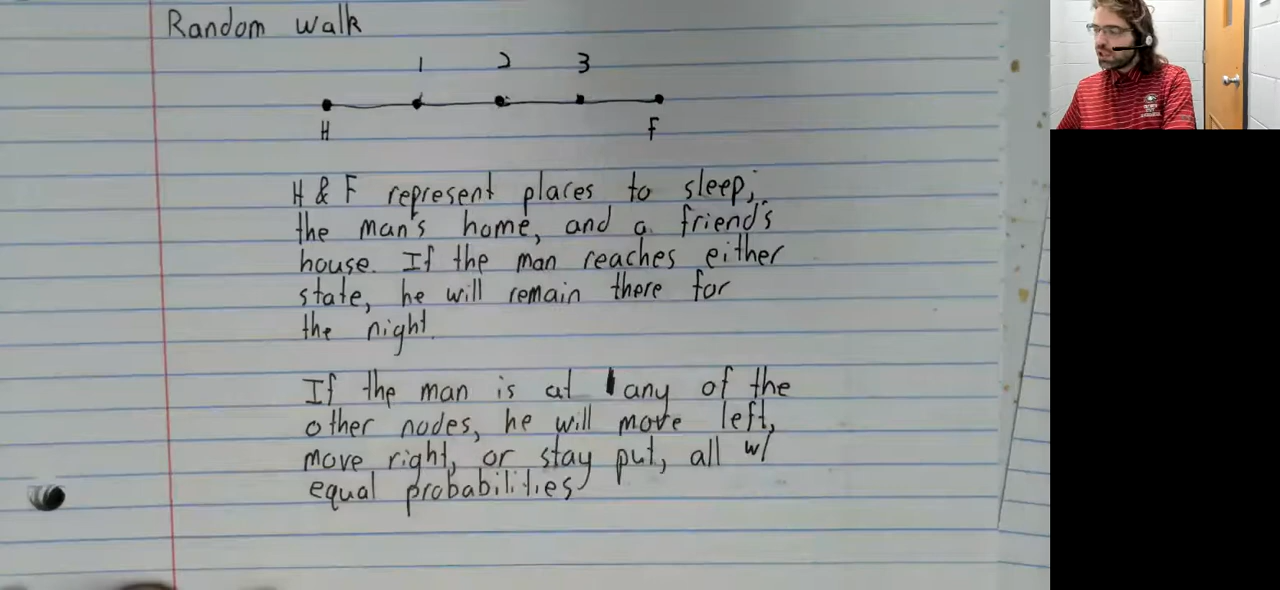 Random Walk
1 2 3
H F
H & F represent places to sleep;
the man's home, and a friend's
house. If the man reaches either
state, he will remain there for
the night.
If the man is at any of the
other nodes, he will move left,
move right, or stay put, all w/
equal probabilities